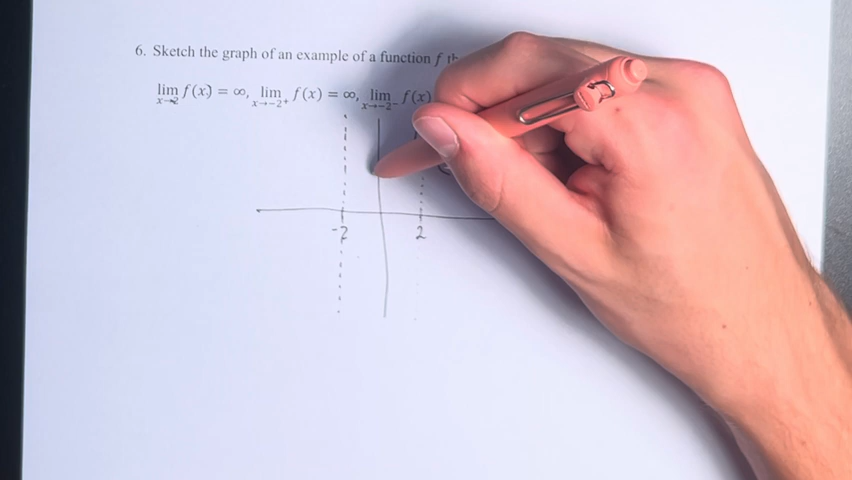 6. Sketch the graph of an example of a function f
lim f(x) = ∞, lim f(x) = ∞, lim f(x)
x→2 x→-2⁺ x→-2⁻
-2 2